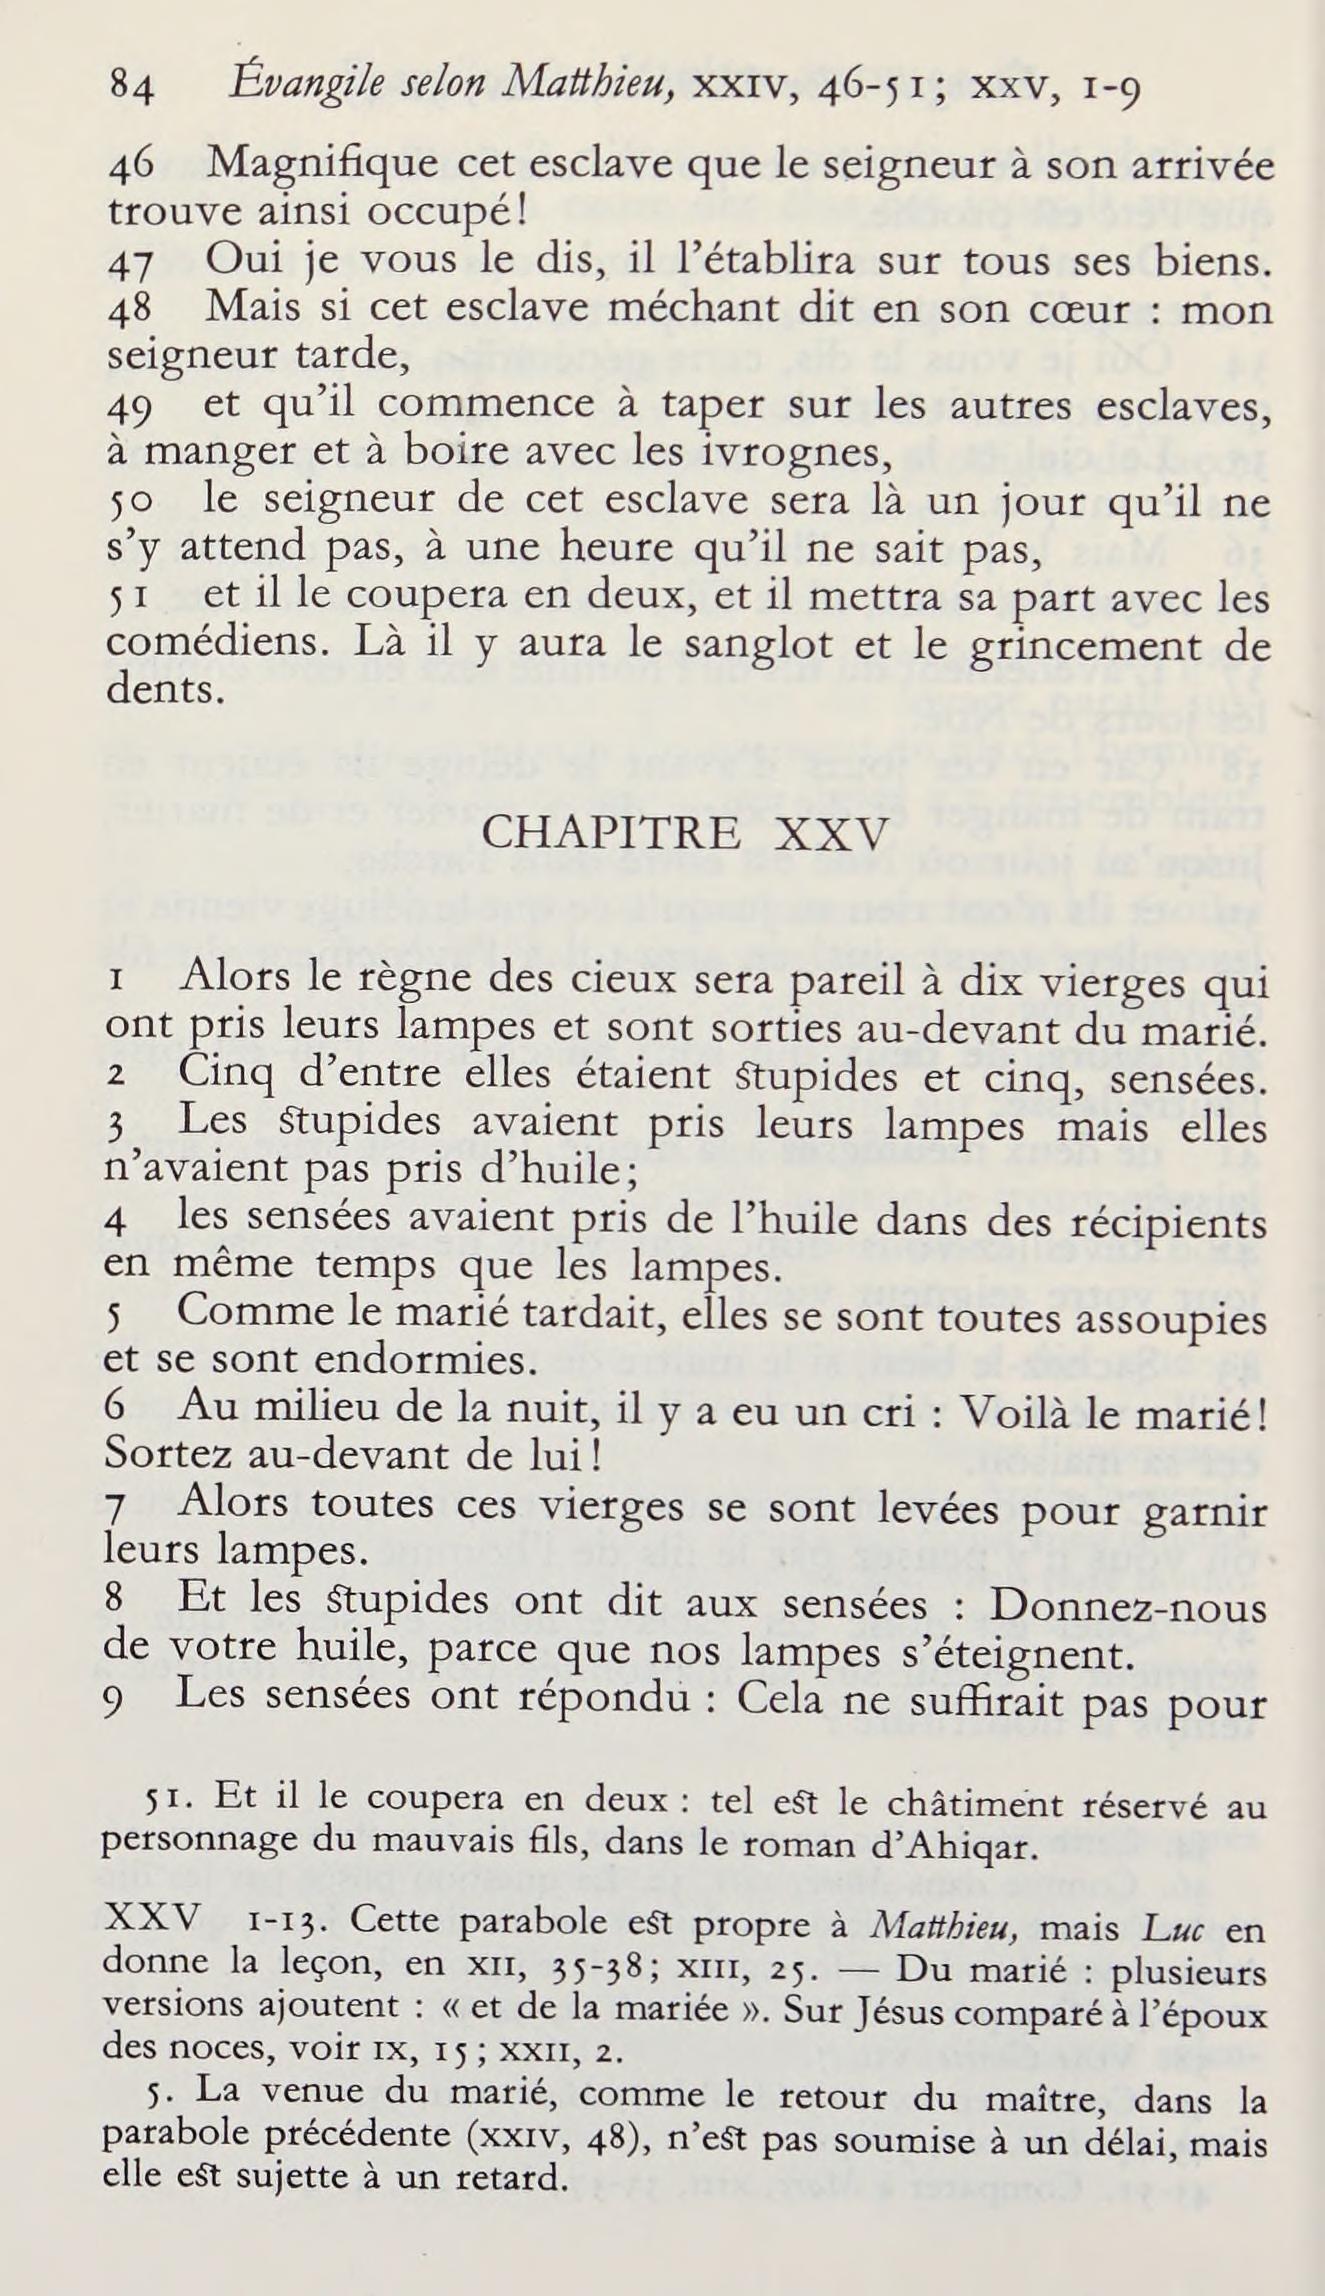 84 Évangile selon Matthieu, XXIV, 46-51; XXV, 1-9
46 Magnifique cet esclave que le seigneur à son arrivée
trouve ainsi occupé!
47 Oui je vous le dis, il l’établira sur tous ses biens.
48 Mais si cet esclave méchant dit en son cœur : mon
seigneur tarde,
49 et qu’il commence à taper sur les autres esclaves,
à manger et à boire avec les ivrognes,
50 le seigneur de cet esclave sera là un jour qu’il ne
s’y attend pas, à une heure qu’il ne sait pas,
51 et il le coupera en deux, et il mettra sa part avec les
comédiens. Là il y aura le sanglot et le grincement de
dents.
CHAPITRE XXV
1 Alors le règne des cieux sera pareil à dix vierges qui
ont pris leurs lampes et sont sorties au-devant du marié.
2 Cinq d’entre elles étaient stupides et cinq, sensées.
3 Les stupides avaient pris leurs lampes mais elles
n’avaient pas pris d’huile;
4 les sensées avaient pris de l’huile dans des récipients
en même temps que les lampes.
5 Comme le marié tardait, elles se sont toutes assoupies
et se sont endormies.
6 Au milieu de la nuit, il y a eu un cri : Voilà le marié!
Sortez au-devant de lui!
7 Alors toutes ces vierges se sont levées pour garnir
leurs lampes.
8 Et les stupides ont dit aux sensées : Donnez-nous
de votre huile, parce que nos lampes s’éteignent.
9 Les sensées ont répondu : Cela ne suffirait pas pour
51. Et il le coupera en deux : tel est le châtiment réservé au
personnage du mauvais fils, dans le roman d’Ahiqar.
XXV 1-13. Cette parabole est propre à Matthieu, mais Luc en
donne la leçon, en XII, 35-38; XIII, 25. — Du marié : plusieurs
versions ajoutent : « et de la mariée ». Sur Jésus comparé à l’époux
des noces, voir IX, 15; XXII, 2.
5. La venue du marié, comme le retour du maître, dans la
parabole précédente (XXIV, 48), n’est pas soumise à un délai, mais
elle est sujette à un retard.